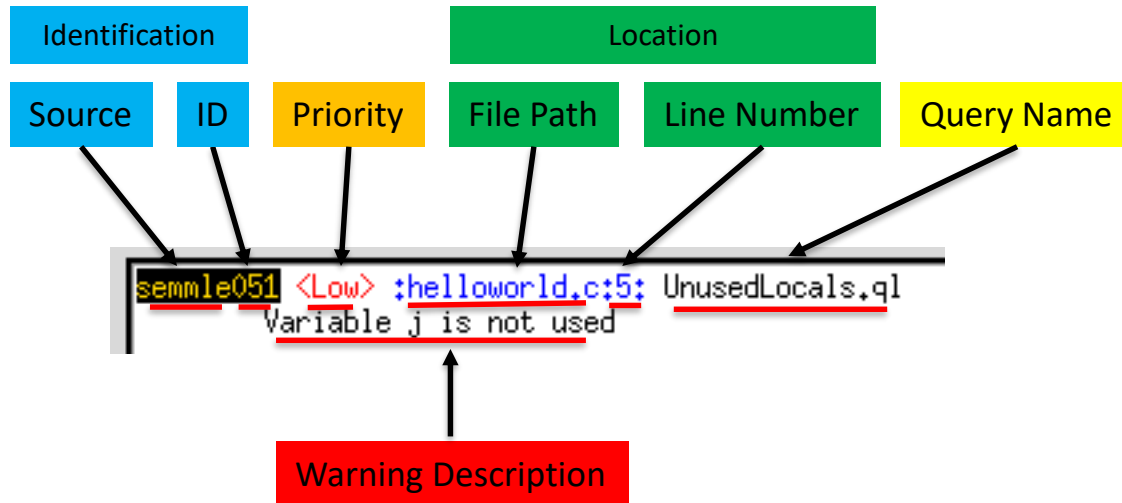 Identification Location
Source ID Priority File Path Line Number Query Name
semmle051 <Low> :helloworld.c:5: UnusedLocals.ql
Variable j is not used
Warning Description